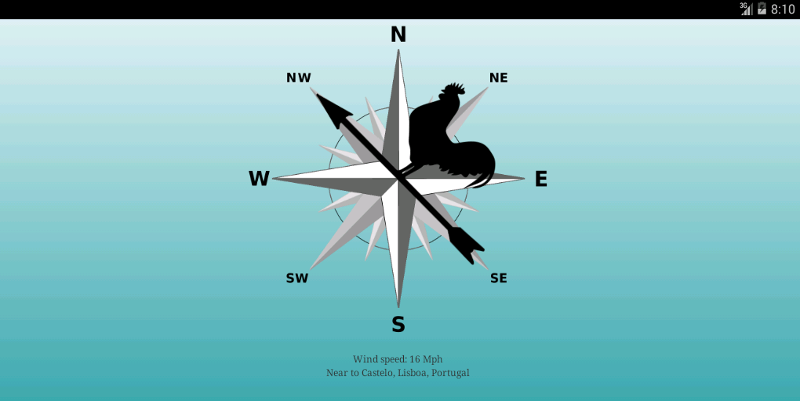 3G 8:10
N
NW NE
W E
SW SE
S
Wind speed: 16 Mph
Near to Castelo, Lisboa, Portugal